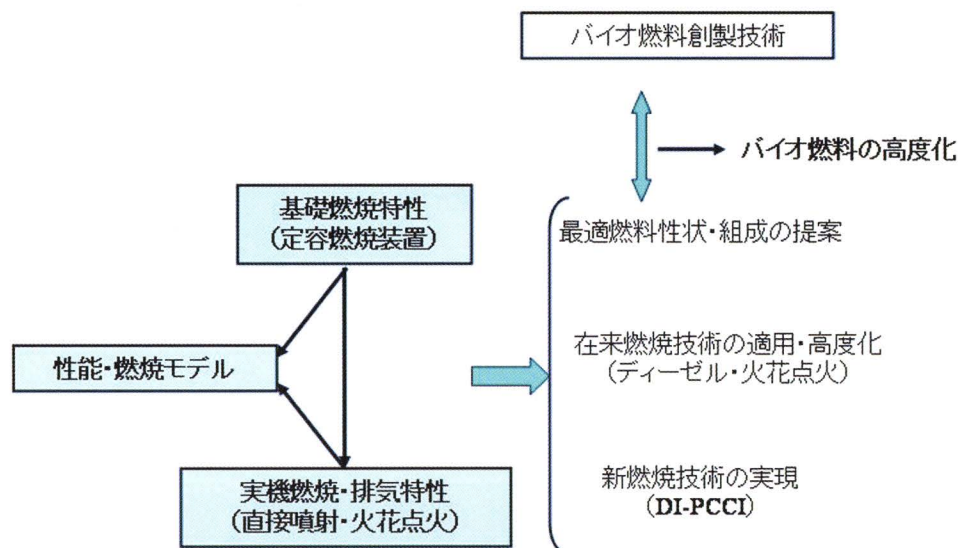 バイオ燃料創製技術
バイオ燃料の高度化
基礎燃焼特性
(定容燃焼装置)
最適燃料性状・組成の提案
性能・燃焼モデル
在来燃焼技術の適用・高度化
(ディーゼル・火花点火)
実機燃焼・排気特性
(直接噴射・火花点火)
新燃焼技術の実現
(DI-PCCI)